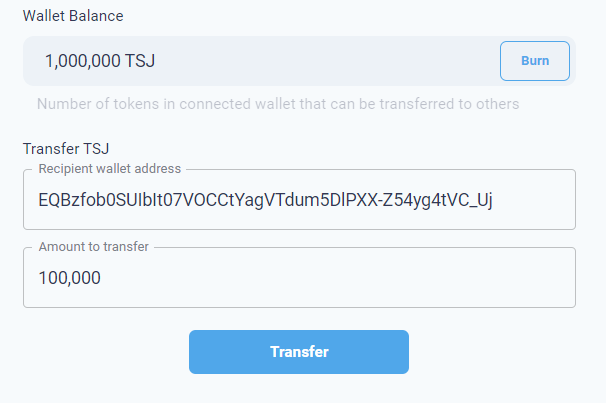 Wallet Balance
1,000,000 TSJ
Burn
Number of tokens in connected wallet that can be transferred to others
Transfer TSJ
Recipient wallet address
EQBzfob0SUIbIt07VOCCtYagVTdum5DlPXX-Z54yg4tVC_Uj
Amount to transfer
100,000
Transfer